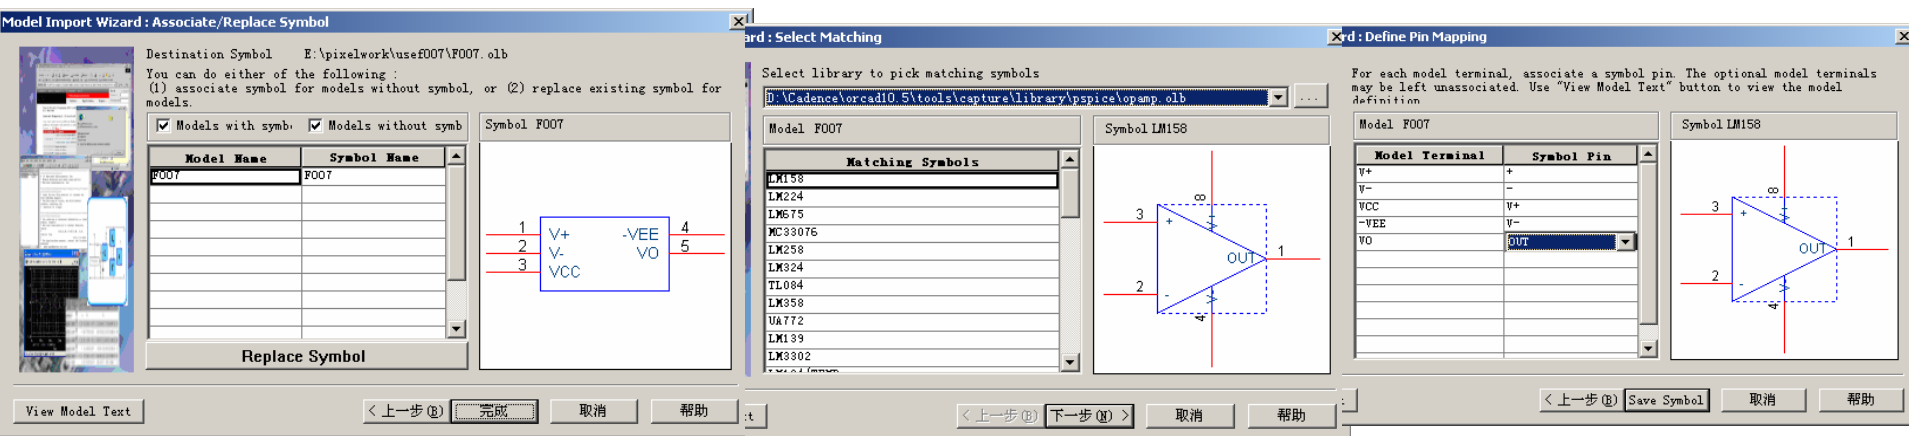 Model Import Wizard : Associate/Replace Symbol
Destination Symbol E:\pixelwork\usef007\F007.olb
You can do either of the following :
(1) associate symbol for models without symbol, or (2) replace existing symbol for
models.
Models with symb Models without symb
Symbol F007
Model Name Symbol Name
F007 F007
1 V+ -VEE 4
2 V- VO 5
3 VCC
Replace Symbol
View Model Text
< 上一步(B) 完成 取消 帮助
ard : Select Matching
Select library to pick matching symbols
D:\Cadence\orcad10.5\tools\capture\library\pspice\opamp.olb ...
Model F007
Symbol LM158
Matching Symbols
LM158
LM224
LM675
MC33076
LM258
LM324
TL084
LM358
UA772
LM139
LM3302
8
3 +
OUT 1
2 -
4
< 上一步(B) 下一步(N) > 取消 帮助
rd : Define Pin Mapping
For each model terminal, associate a symbol pin. The optional model terminals
may be left unassociated. Use "View Model Text" button to view the model
definition
Model F007
Symbol LM158
Model Terminal Symbol Pin
V+ +
V- -
VCC V+
-VEE V-
VO OUT
8
3 +
OUT 1
2 -
4
< 上一步(B) Save Symbol 取消 帮助